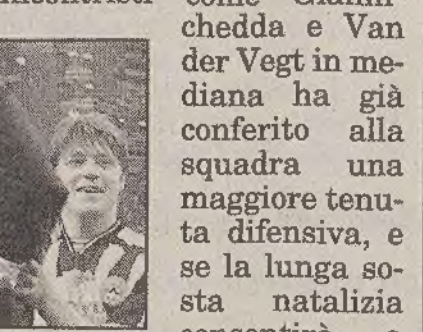 come
chedda e Van
der Vegt in me-
diana ha già
conferito alla
squadra una
maggiore tenu-
ta difensiva, e
se la lunga so-
sta natalizia